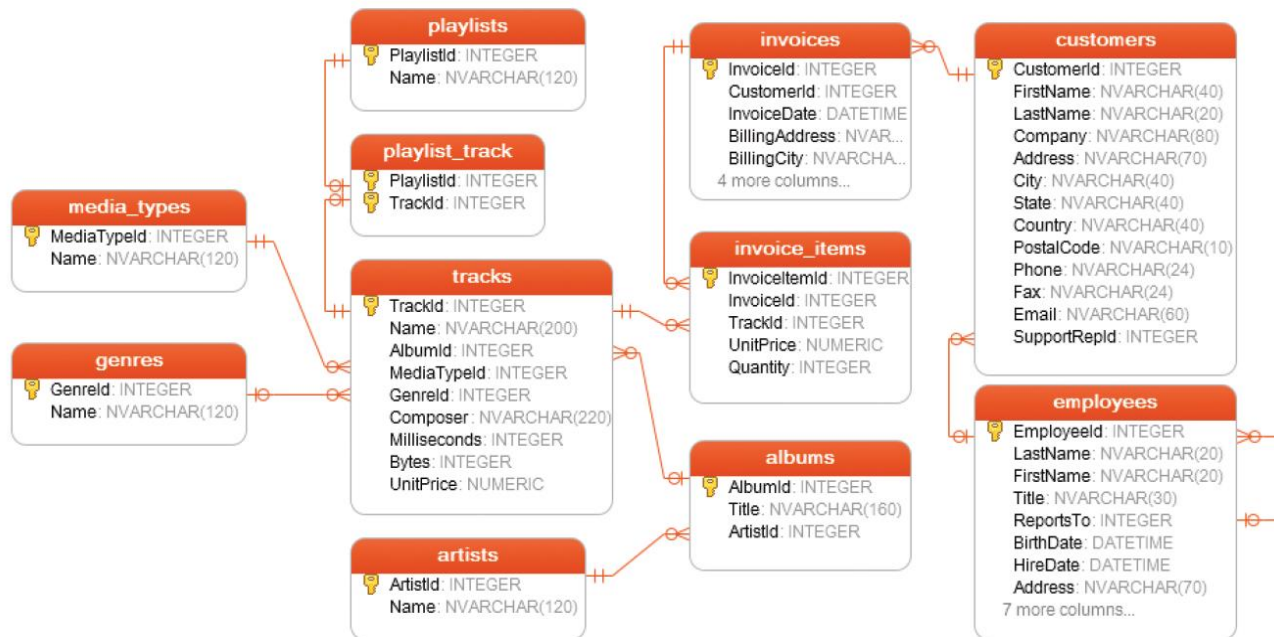 playlists
PlaylistId: INTEGER
Name: NVARCHAR(120)
playlist_track
PlaylistId: INTEGER
TrackId: INTEGER
media_types
MediaTypeId: INTEGER
Name: NVARCHAR(120)
genres
GenreId: INTEGER
Name: NVARCHAR(120)
tracks
TrackId: INTEGER
Name: NVARCHAR(200)
AlbumId: INTEGER
MediaTypeId: INTEGER
GenreId: INTEGER
Composer: NVARCHAR(220)
Milliseconds: INTEGER
Bytes: INTEGER
UnitPrice: NUMERIC
artists
ArtistId: INTEGER
Name: NVARCHAR(120)
invoices
InvoiceId: INTEGER
CustomerId: INTEGER
InvoiceDate: DATETIME
BillingAddress: NVAR...
BillingCity: NVARCHA...
4 more columns...
invoice_items
InvoiceItemId: INTEGER
InvoiceId: INTEGER
TrackId: INTEGER
UnitPrice: NUMERIC
Quantity: INTEGER
albums
AlbumId: INTEGER
Title: NVARCHAR(160)
ArtistId: INTEGER
customers
CustomerId: INTEGER
FirstName: NVARCHAR(40)
LastName: NVARCHAR(20)
Company: NVARCHAR(80)
Address: NVARCHAR(70)
City: NVARCHAR(40)
State: NVARCHAR(40)
Country: NVARCHAR(40)
PostalCode: NVARCHAR(10)
Phone: NVARCHAR(24)
Fax: NVARCHAR(24)
Email: NVARCHAR(60)
SupportRepId: INTEGER
employees
EmployeeId: INTEGER
LastName: NVARCHAR(20)
FirstName: NVARCHAR(20)
Title: NVARCHAR(30)
ReportsTo: INTEGER
BirthDate: DATETIME
HireDate: DATETIME
Address: NVARCHAR(70)
7 more columns...